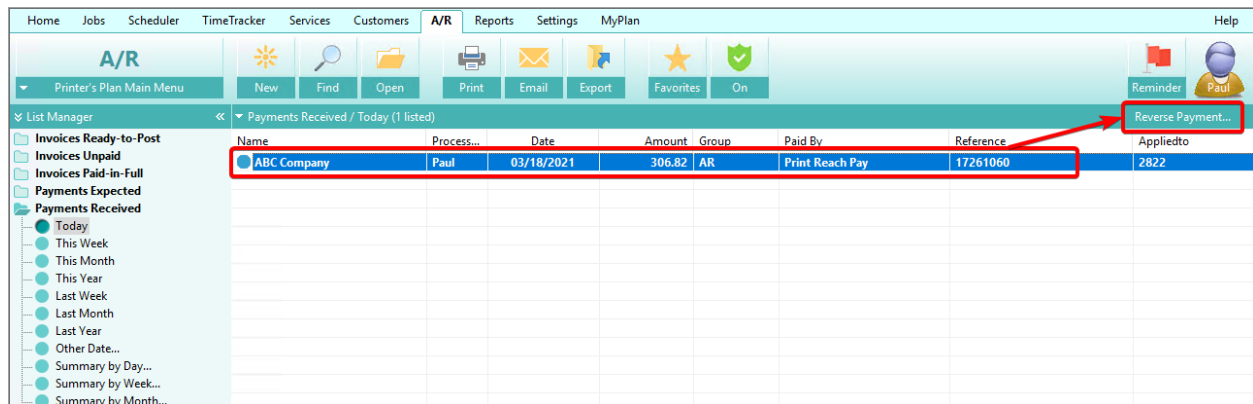 Home Jobs Scheduler TimeTracker Services Customers A/R Reports Settings MyPlan Help
A/R
Printer's Plan Main Menu New Find Open Print Email Export Favorites On Reminder Paul
List Manager Payments Received / Today (1 listed) Reverse Payment...
Invoices Ready-to-Post
Name Process... Date Amount Group Paid By Reference Appliedto
Invoices Unpaid
ABC Company Paul 03/18/2021 306.82 AR Print Reach Pay 17261060 2822
Invoices Paid-in-Full
Payments Expected
Payments Received
Today
This Week
This Month
This Year
Last Week
Last Month
Last Year
Other Date...
Summary by Day...
Summary by Week...
Summary by Month...